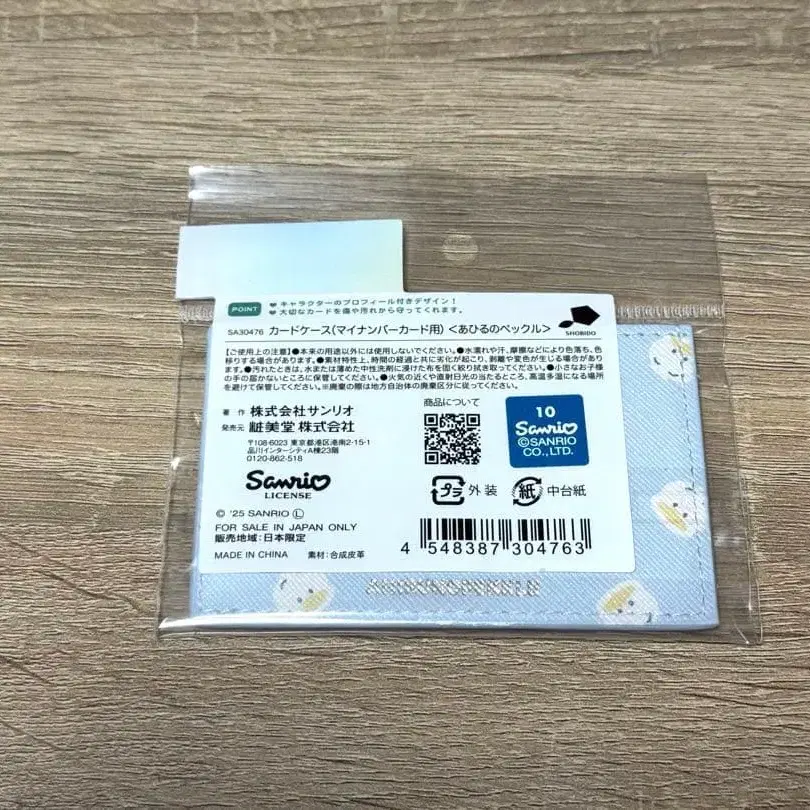 POINT
♥キャラクターのプロフィール付きデザイン！
♥大切なカードを傷や汚れから守ってくれます。
SA30476 カードケース(マイナンバーカード用)＜あひるのペックル＞
SHOBIDO
【ご使用上の注意】●本来の用途以外には使用しないでください。●水濡れや汗、摩擦などにより色落ち、色
移りする場合があります。●素材特性上、時間の経過と共に劣化が起こり、剥離や変色が生じる場合があり
ます。●汚れたときは、水または薄めた中性洗剤に浸けた布を固く絞り拭き取ってください。●小さなお子様
の手の届かないところに保管してください。●火気の近くや直射日光の当たるところ、高温多湿になる場所
を避けて保管してください。※廃棄の際は地方自治体の廃棄区分に従ってください。
著作 株式会社サンリオ
発売元 粧美堂 株式会社
〒108-6023 東京都港区港南2-15-1
品川インターシティA棟23階
0120-862-518
商品について
10
Sanrio
©SANRIO
CO., LTD.
Sanrio
LICENSE
プラ 外装
紙 中台紙
© '25 SANRIO Ⓛ
FOR SALE IN JAPAN ONLY
販売地域:日本限定
MADE IN CHINA 素材:合成皮革
4 548387 304763